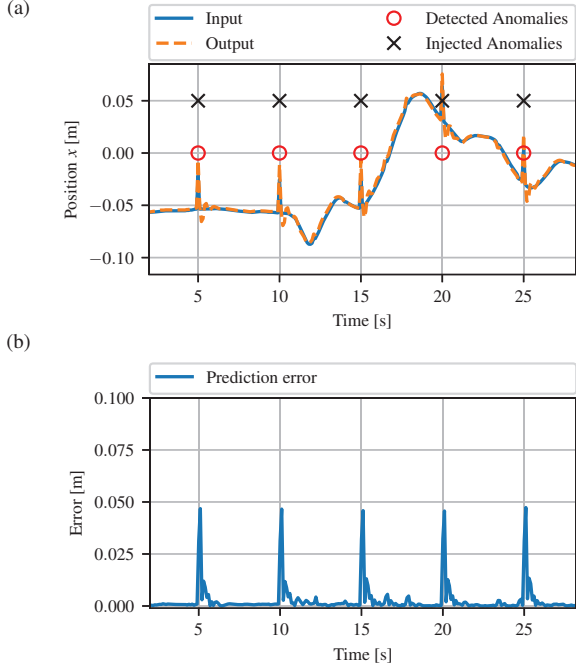 (a)
Input
Output
Detected Anomalies
Injected Anomalies
0.05
0.00
−0.05
−0.10
Position x [m]
5 10 15 20 25
Time [s]
(b)
Prediction error
0.100
0.075
0.050
0.025
0.000
Error [m]
5 10 15 20 25
Time [s]